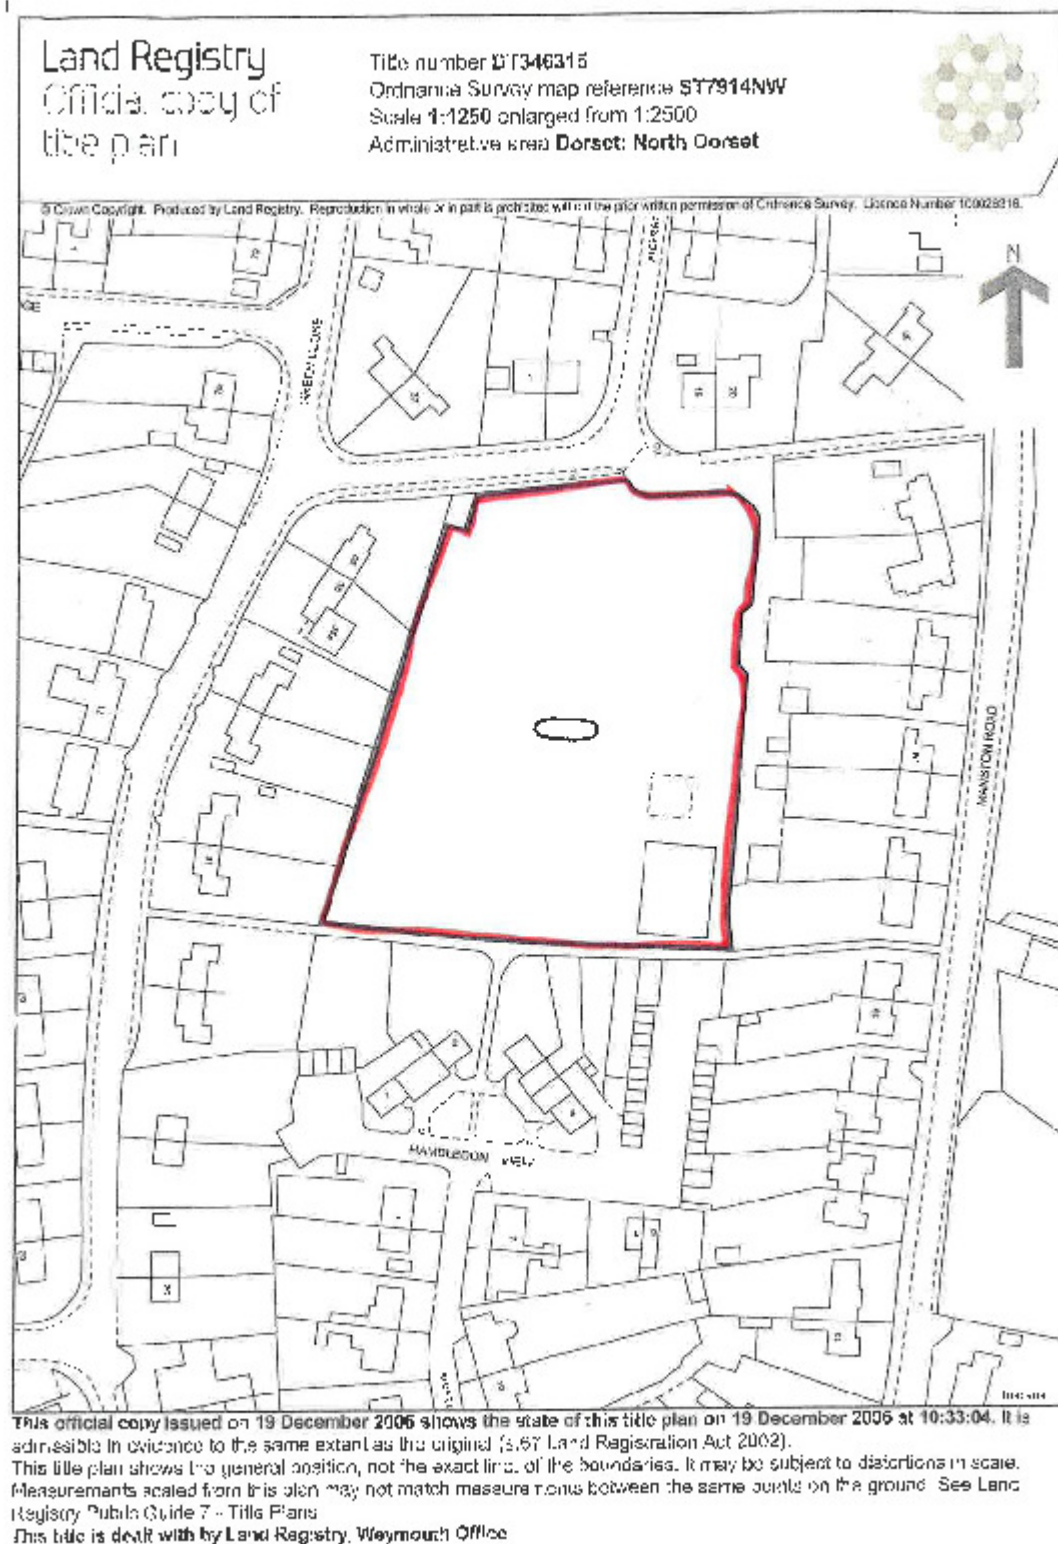 Land Registry
Official copy of
title plan
Title number DT346315
Ordnance Survey map reference ST7914NW
Scale 1:1250 enlarged from 1:2500
Administrative area Dorset: North Dorset
© Crown Copyright. Produced by Land Registry. Reproduction in whole or in part is prohibited without the prior written permission of Ordnance Survey. Licence Number 100026316.
N
MANSTON ROAD
HAMBLEDON VIEW
This official copy issued on 19 December 2006 shows the state of this title plan on 19 December 2006 at 10:33:04. It is
admissible in evidence to the same extent as the original (s.67 Land Registration Act 2002).
This title plan shows the general position, not the exact line, of the boundaries. It may be subject to distortions in scale.
Measurements scaled from this plan may not match measurements between the same points on the ground. See Land
Registry Public Guide 7 - Title Plans
This title is dealt with by Land Registry, Weymouth Office